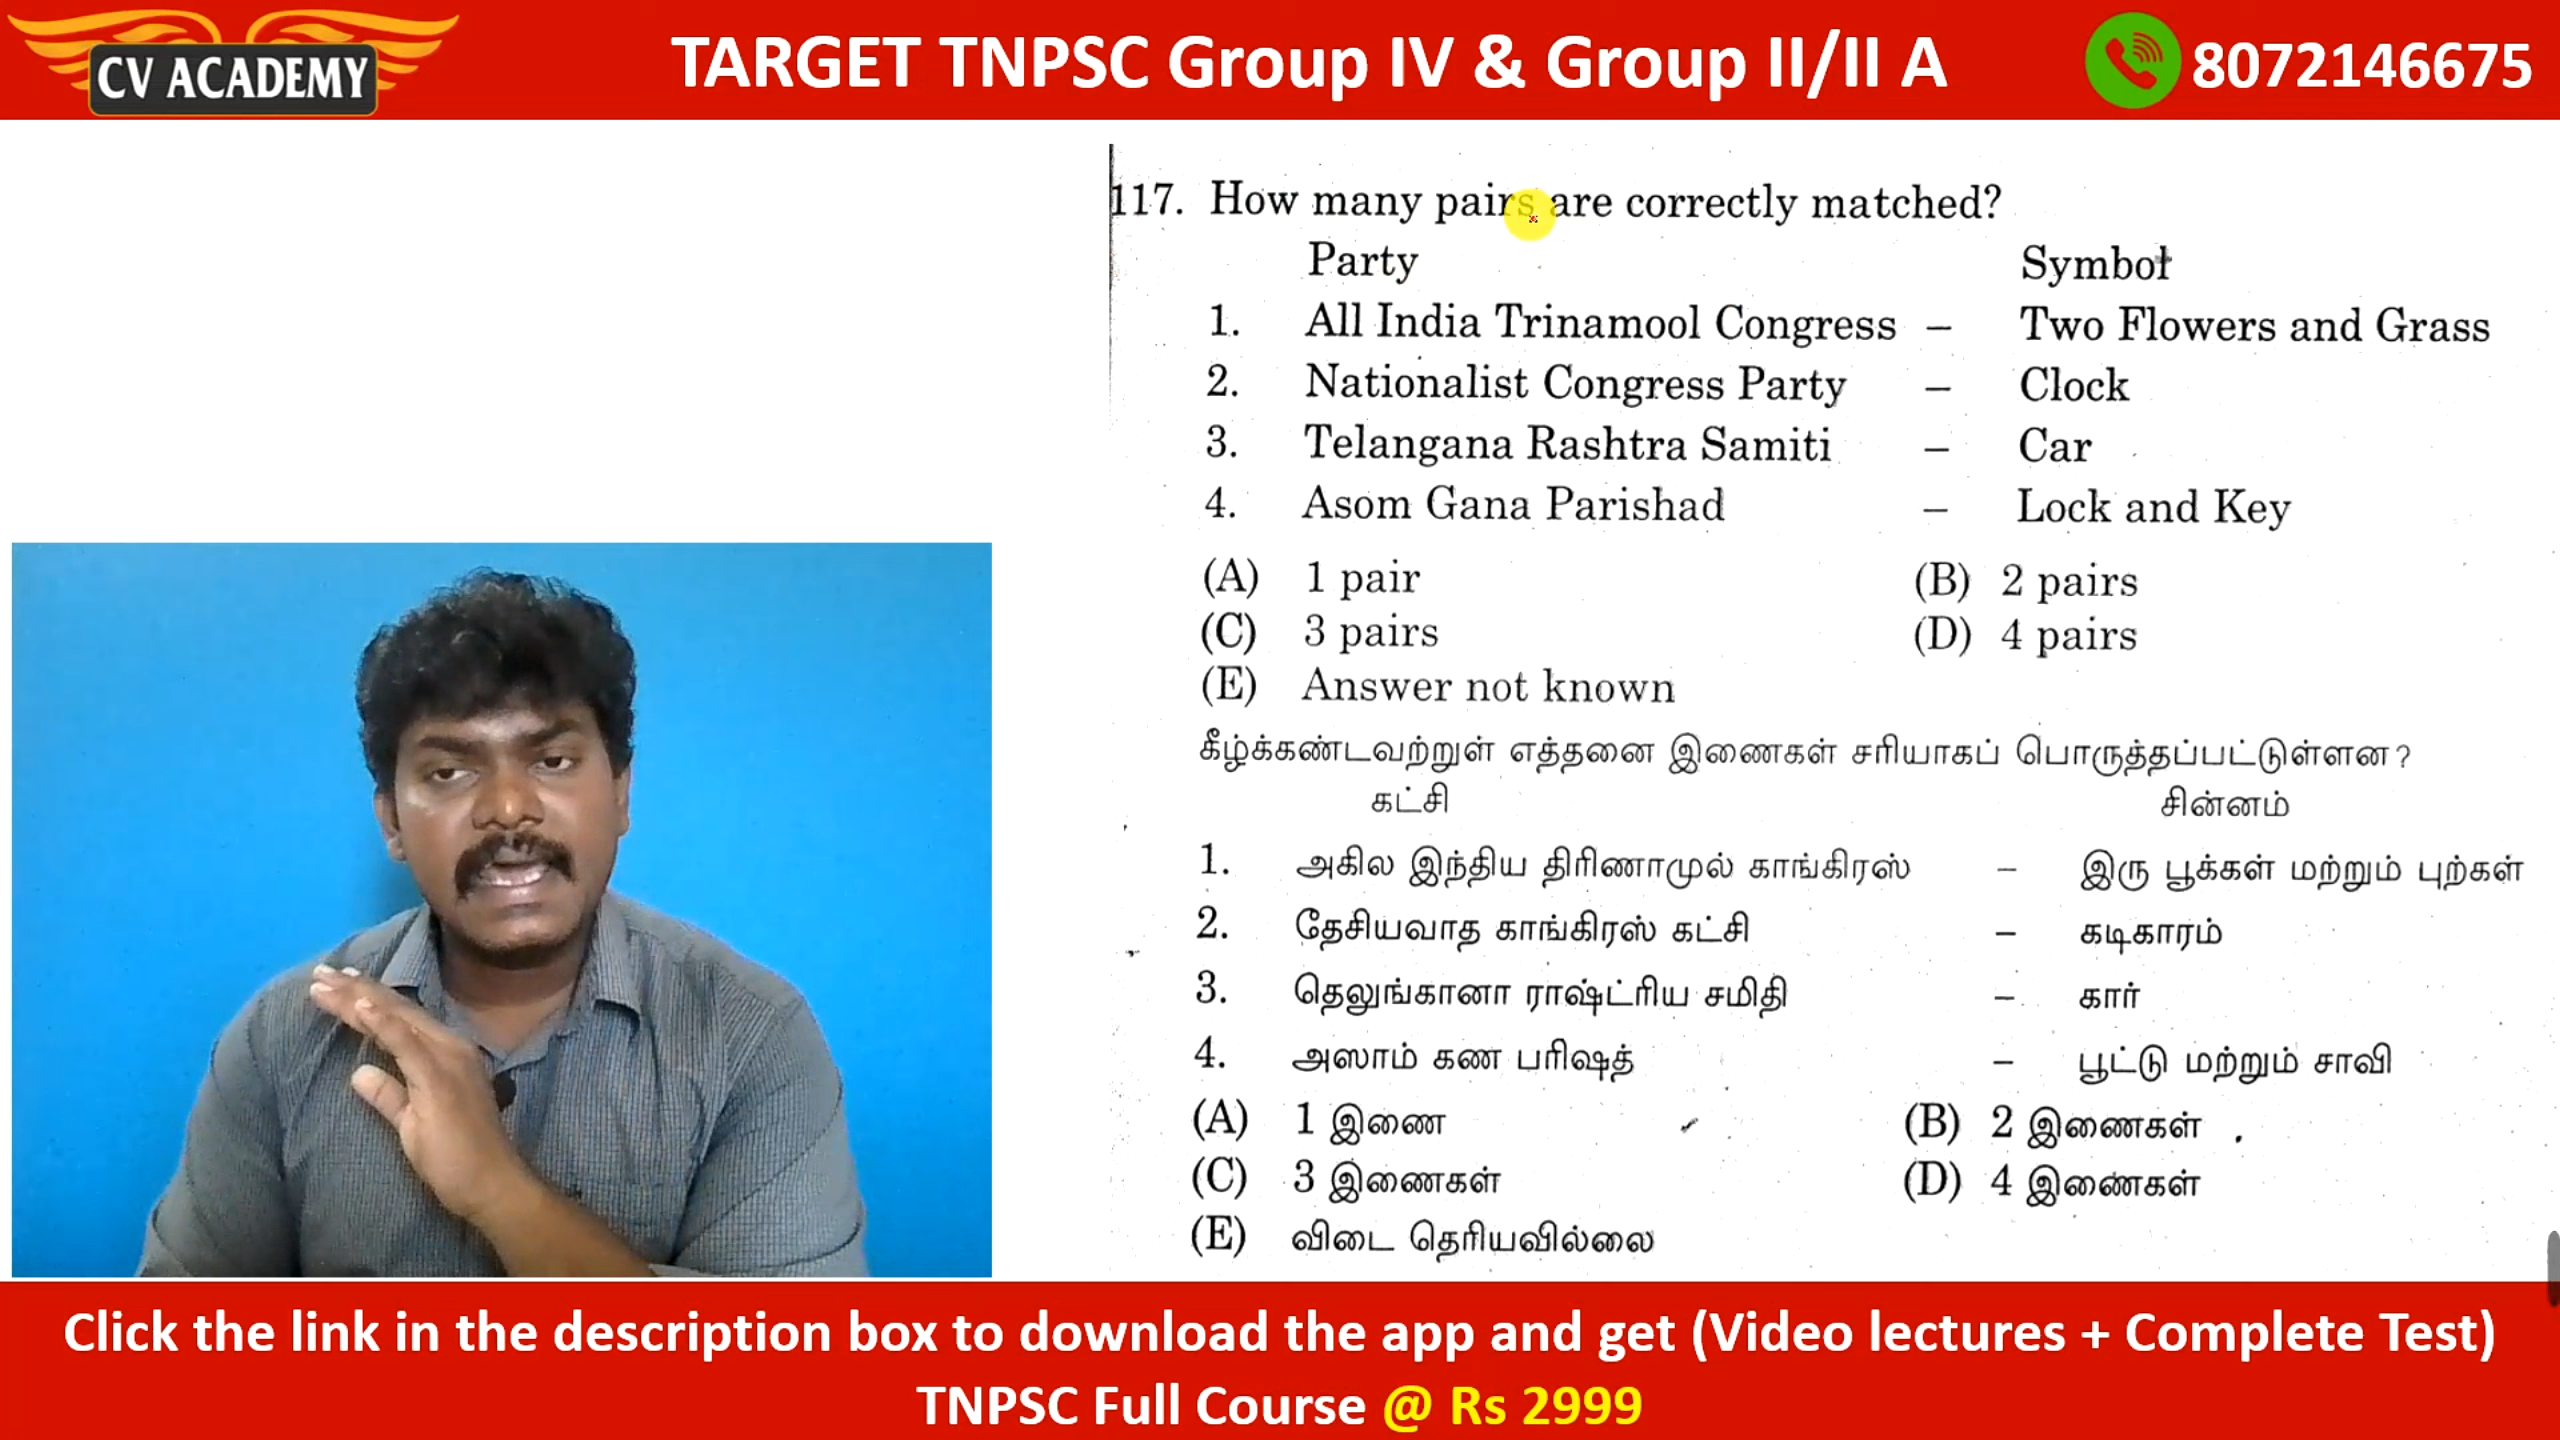 CV ACADEMY
TARGET TNPSC Group IV & Group II/II A
8072146675
117. How many pairs are correctly matched?
Party Symbol
1. All India Trinamool Congress – Two Flowers and Grass
2. Nationalist Congress Party – Clock
3. Telangana Rashtra Samiti – Car
4. Asom Gana Parishad – Lock and Key
(A) 1 pair (B) 2 pairs
(C) 3 pairs (D) 4 pairs
(E) Answer not known
கீழ்க்கண்டவற்றுள் எத்தனை இணைகள் சரியாகப் பொருத்தப்பட்டுள்ளன?
கட்சி சின்னம்
1. அகில இந்திய திரிணாமுல் காங்கிரஸ் – இரு பூக்கள் மற்றும் புற்கள்
2. தேசியவாத காங்கிரஸ் கட்சி – கடிகாரம்
3. தெலுங்கானா ராஷ்ட்ரிய சமிதி – கார்
4. அஸாம் கண பரிஷத் – பூட்டு மற்றும் சாவி
(A) 1 இணை (B) 2 இணைகள்
(C) 3 இணைகள் (D) 4 இணைகள்
(E) விடை தெரியவில்லை
Click the link in the description box to download the app and get (Video lectures + Complete Test)
TNPSC Full Course @ Rs 2999